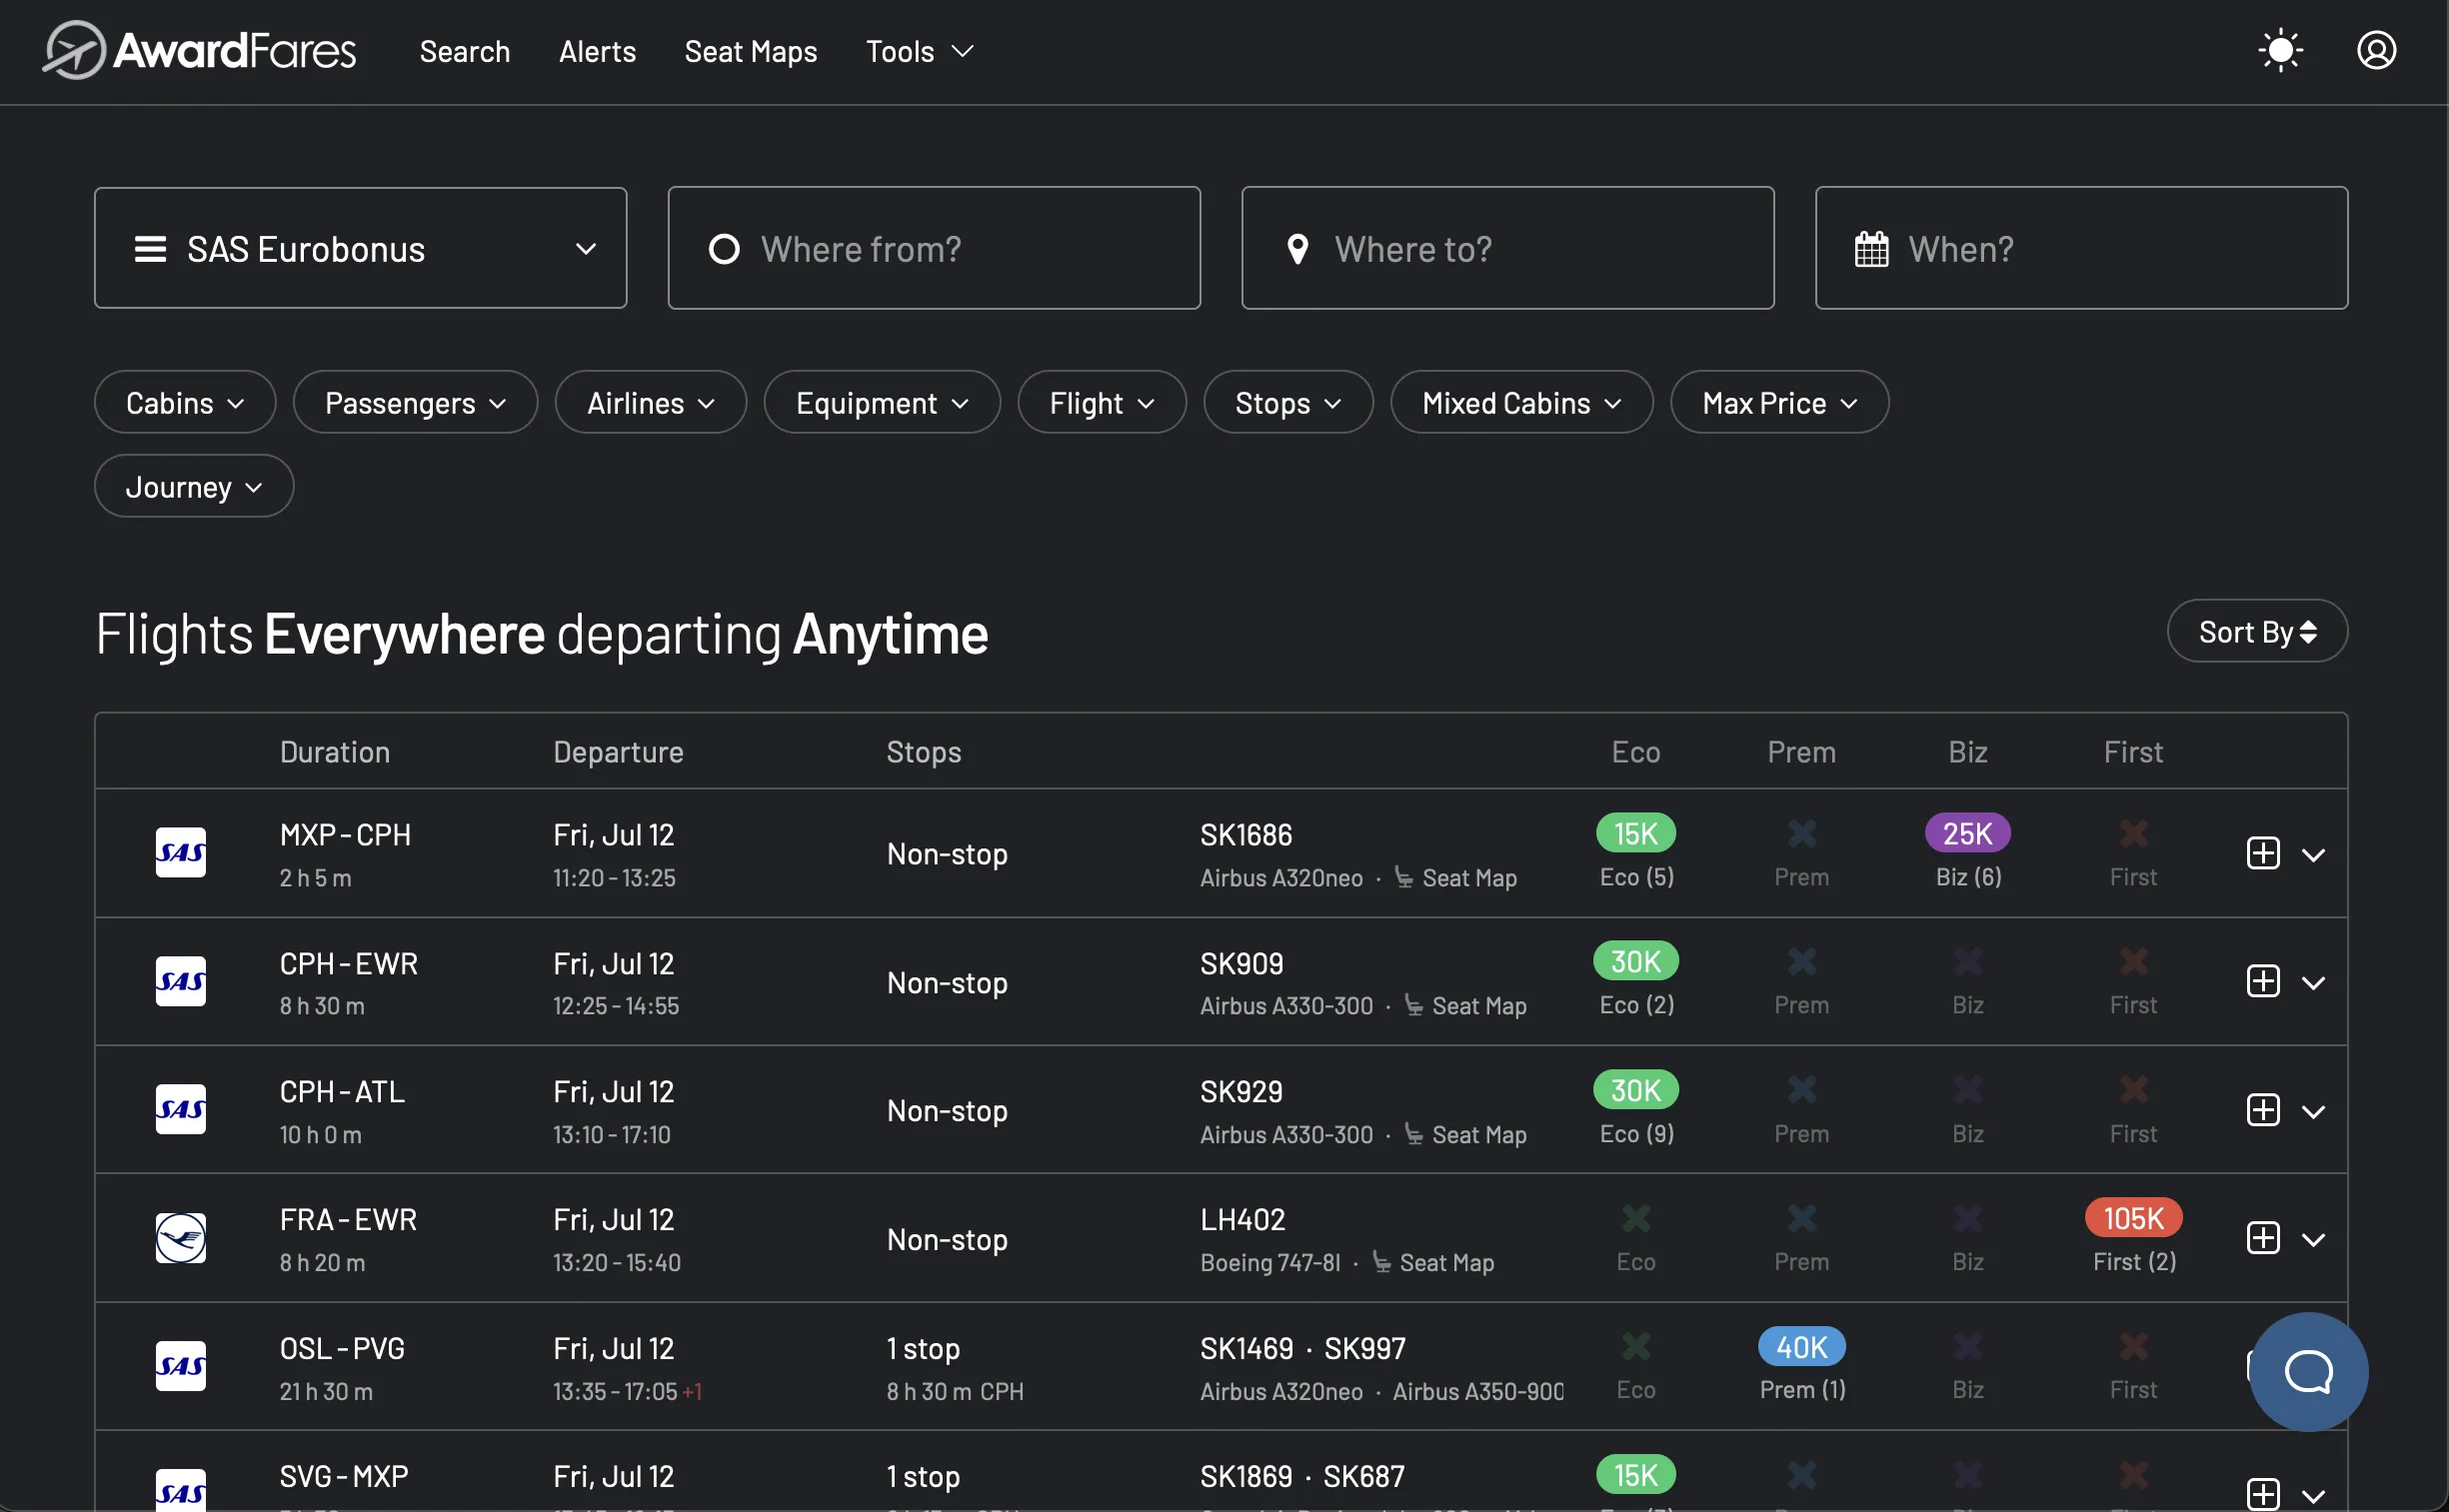 AwardFares Search Alerts Seat Maps Tools
SAS Eurobonus Where from? Where to? When?
Cabins Passengers Airlines Equipment Flight Stops Mixed Cabins Max Price
Journey
Flights Everywhere departing Anytime Sort By
Duration Departure Stops Eco Prem Biz First
SAS MXP - CPH Fri, Jul 12 Non-stop SK1686 15K 25K
2 h 5 m 11:20 - 13:25 Airbus A320neo · Seat Map Eco (5) Prem Biz (6) First
SAS CPH - EWR Fri, Jul 12 Non-stop SK909 30K
8 h 30 m 12:25 - 14:55 Airbus A330-300 · Seat Map Eco (2) Prem Biz First
SAS CPH - ATL Fri, Jul 12 Non-stop SK929 30K
10 h 0 m 13:10 - 17:10 Airbus A330-300 · Seat Map Eco (9) Prem Biz First
FRA - EWR Fri, Jul 12 Non-stop LH402 105K
8 h 20 m 13:20 - 15:40 Boeing 747-8I · Seat Map Eco Prem Biz First (2)
SAS OSL - PVG Fri, Jul 12 1 stop SK1469 · SK997 40K
21 h 30 m 13:35 - 17:05 +1 8 h 30 m CPH Airbus A320neo · Airbus A350-900 Eco Prem (1) Biz First
SAS SVG - MXP Fri, Jul 12 1 stop SK1869 · SK687 15K